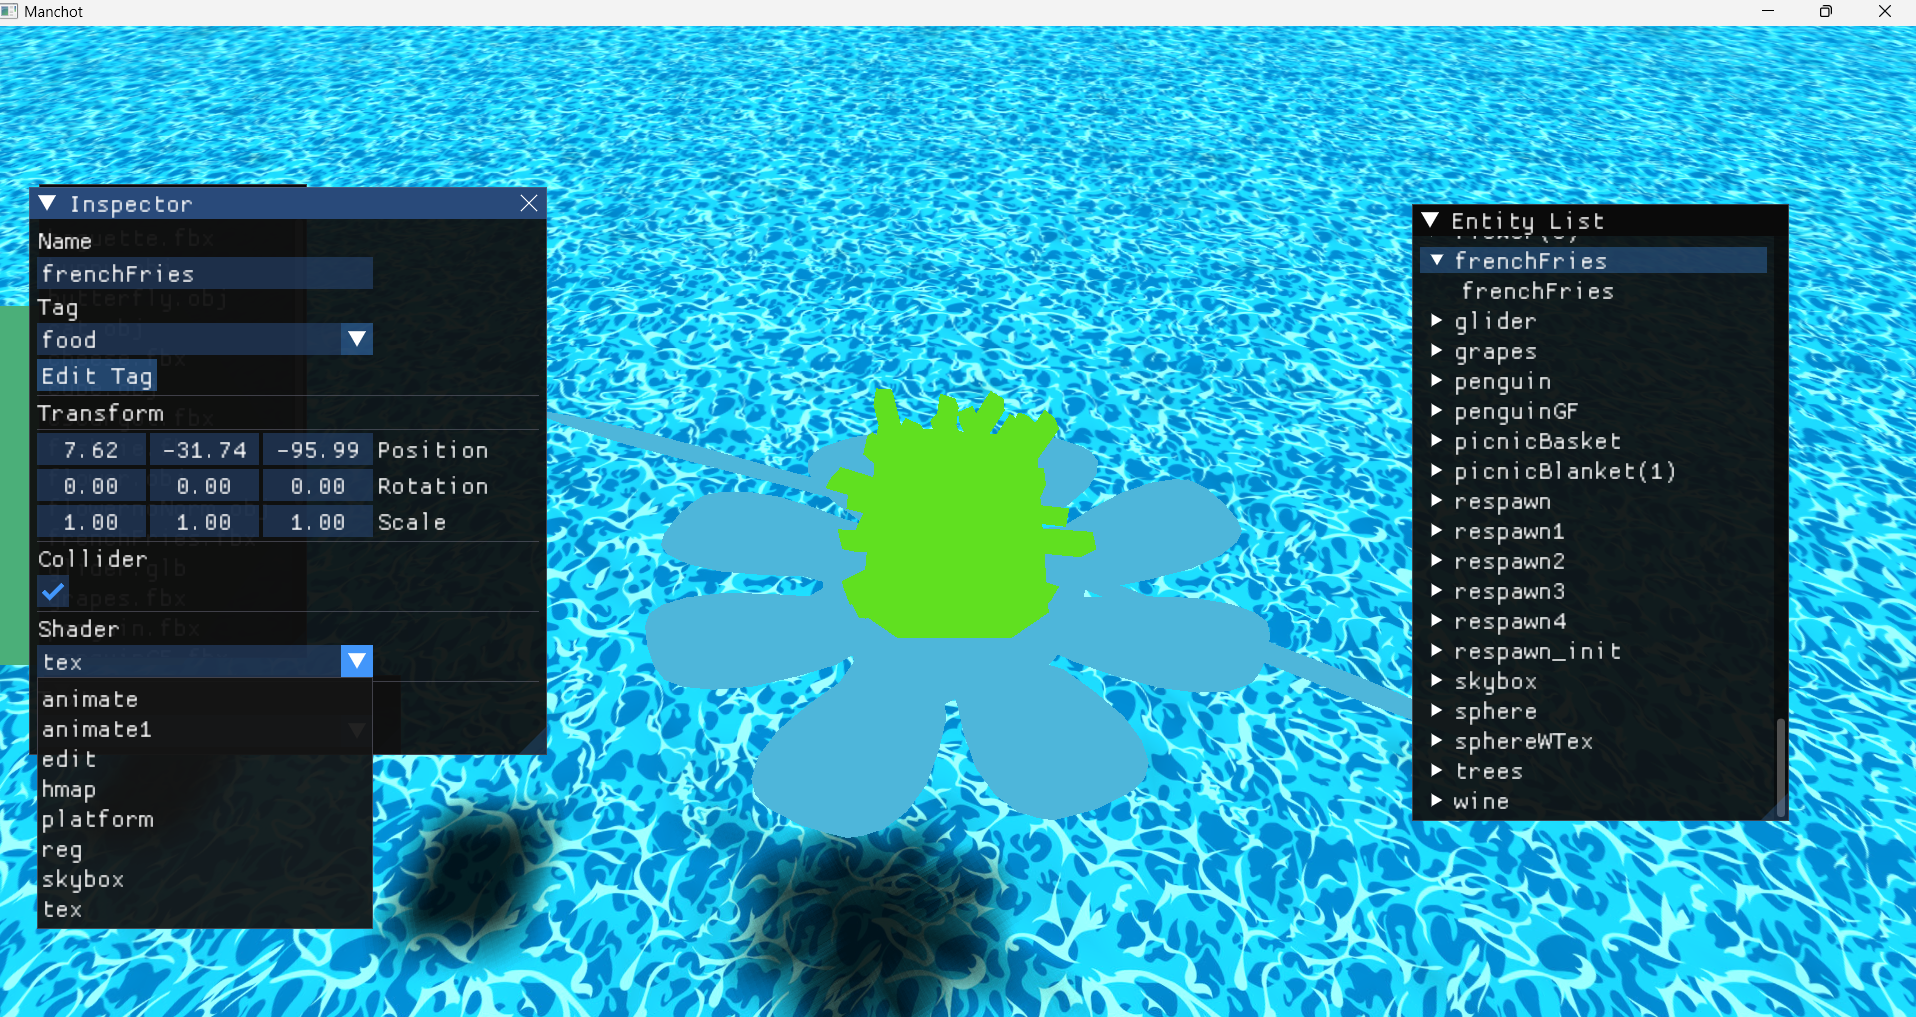 Manchot
Inspector
Name
frenchFries
Tag
food
Edit Tag
Transform
7.62 -31.74 -95.99 Position
0.00 0.00 0.00 Rotation
1.00 1.00 1.00 Scale
Collider
Shader
tex
animate
animate1
edit
hmap
platform
reg
skybox
tex
Entity List
frenchFries
frenchFries
glider
grapes
penguin
penguinGF
picnicBasket
picnicBlanket(1)
respawn
respawn1
respawn2
respawn3
respawn4
respawn_init
skybox
sphere
sphereWTex
trees
wine